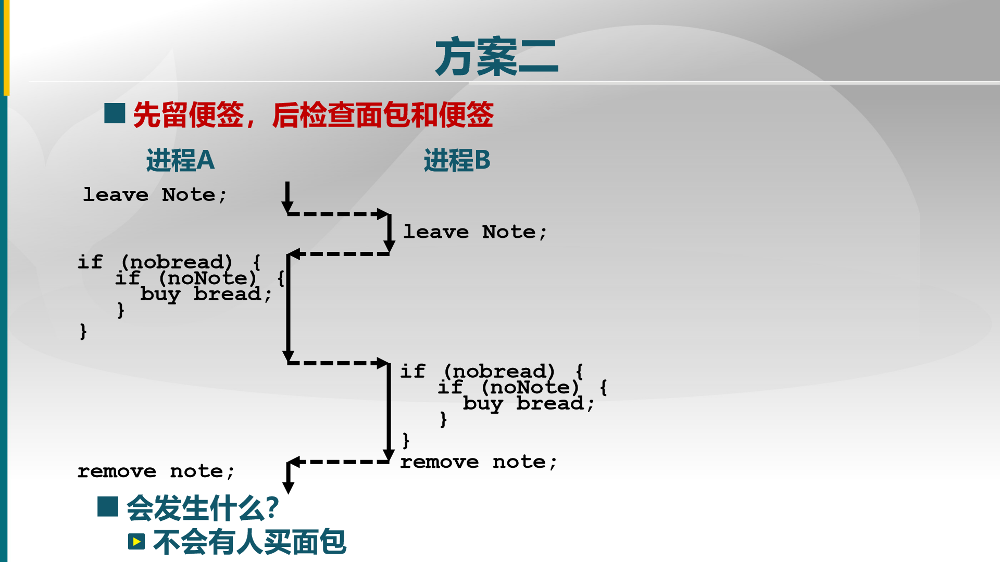 方案二
先留便签，后检查面包和便签
进程A 进程B
leave Note;
leave Note;
if (nobread) {
if (noNote) {
buy bread;
}
}
if (nobread) {
if (noNote) {
buy bread;
}
}
remove note;
remove note;
会发生什么？
不会有人买面包